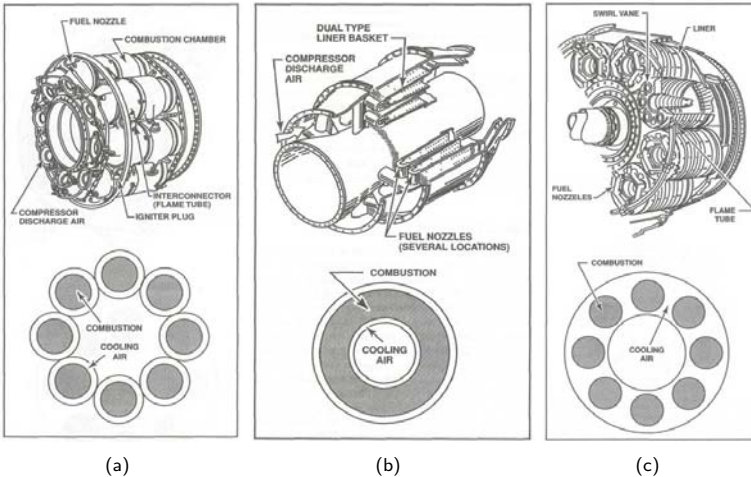 FUEL NOZZLE
COMBUSTION CHAMBER
INTERCONNECTOR
(FLAME TUBE)
COMPRESSOR
DISCHARGE AIR
IGNITER PLUG
COMBUSTION
COOLING
AIR
(a)
DUAL TYPE
LINER BASKET
COMPRESSOR
DISCHARGE
AIR
FUEL NOZZLES
(SEVERAL LOCATIONS)
COMBUSTION
COOLING
AIR
(b)
SWIRL VANE
LINER
FUEL
NOZZELES
FLAME
TUBE
COMBUSTION
COOLING
AIR
(c)